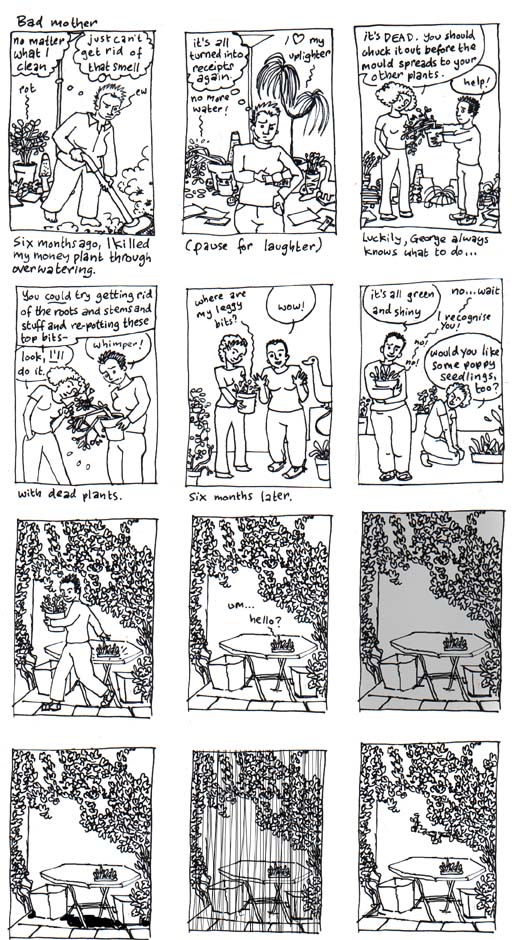 Bad mother
no matter
what I
clean
just can't
get rid of
that smell
rot
ew
Six months ago, I killed
my money plant through
overwatering.
it's all
turned into
receipts
again.
no more
water!
I ♡ my
uplighter
(pause for laughter)
it's DEAD. You should
chuck it out before the
mould spreads to your
other plants.
help!
Luckily, George always
knows what to do...
You could try getting rid
of the roots and stems and
stuff and re-potting these
top bits-
look, I'll
do it.
whimper!
with dead plants.
where are
my leggy
bits?
wow!
Six months later.
it's all green
and shiny
no...wait
I recognise
You!
no!
no!
would you like
some poppy
seedlings,
too?
um...
hello?